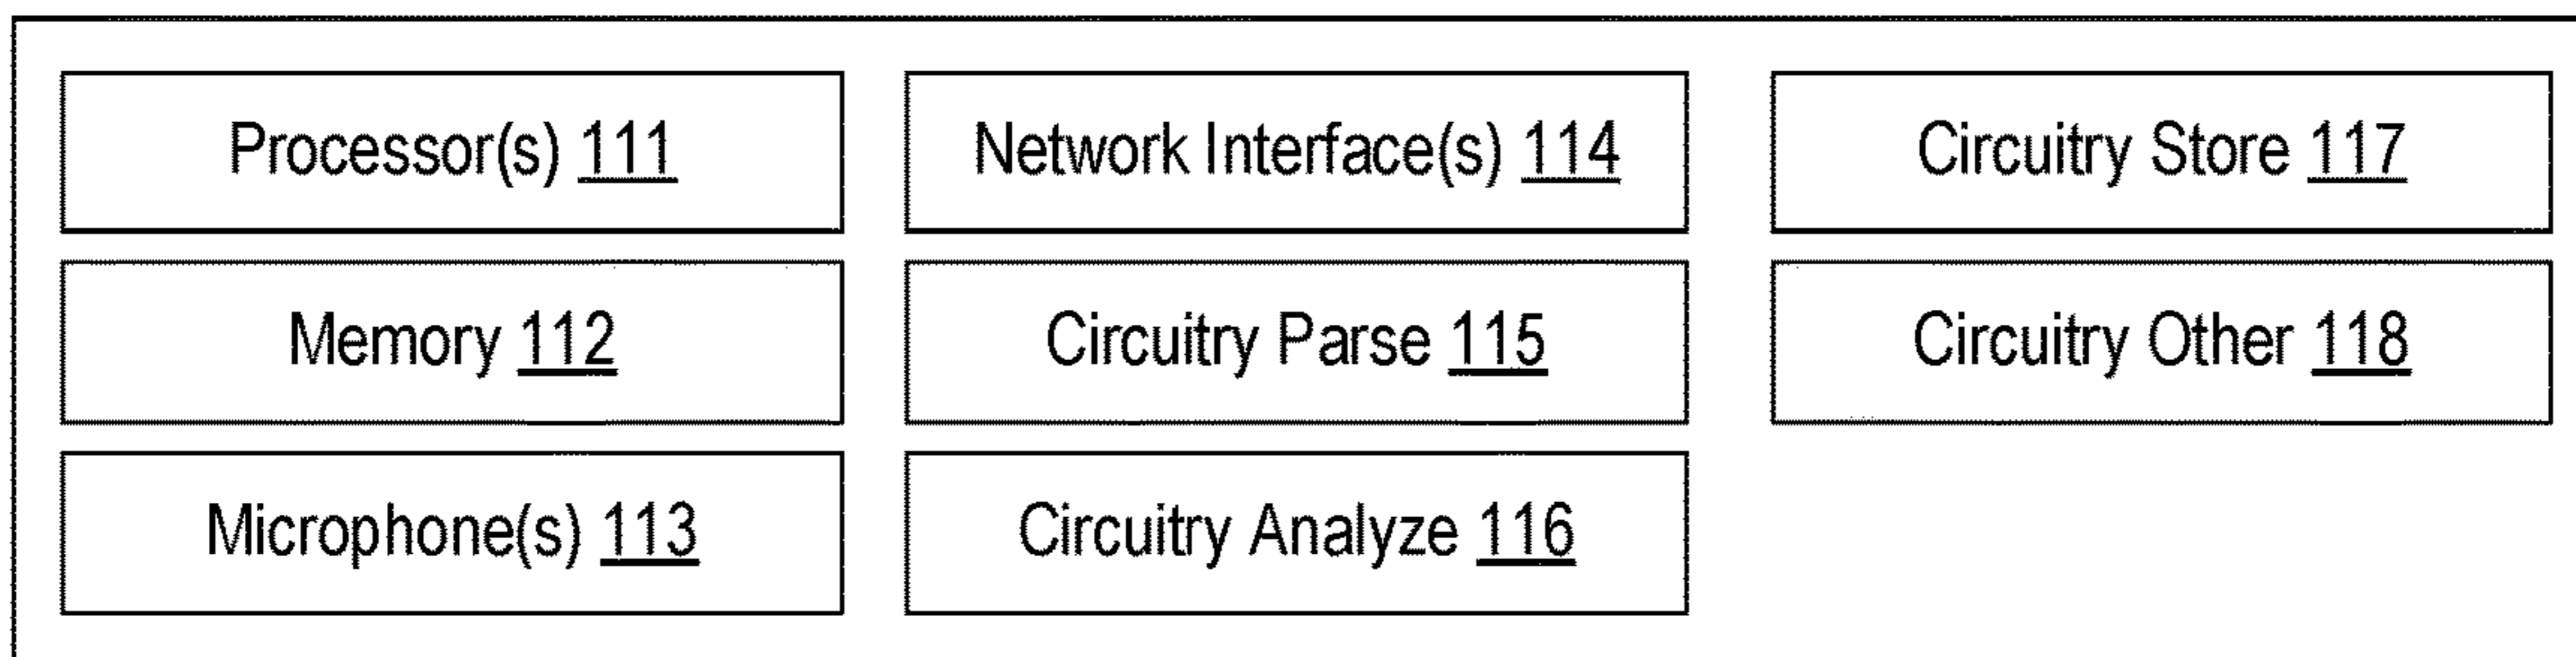 Processor(s) 111
Memory 112
Microphone(s) 113
Network Interface(s) 114
Circuitry Parse 115
Circuitry Analyze 116
Circuitry Store 117
Circuitry Other 118